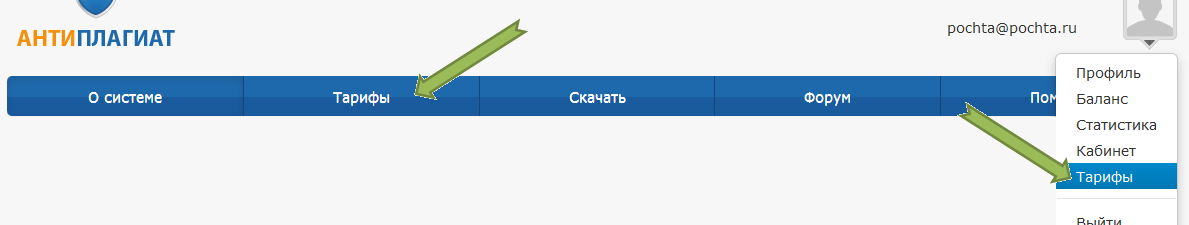 АНТИПЛАГИАТ
pochta@pochta.ru
О системе Тарифы Скачать Форум
Профиль
Баланс
Статистика
Кабинет
Тарифы
Выйти